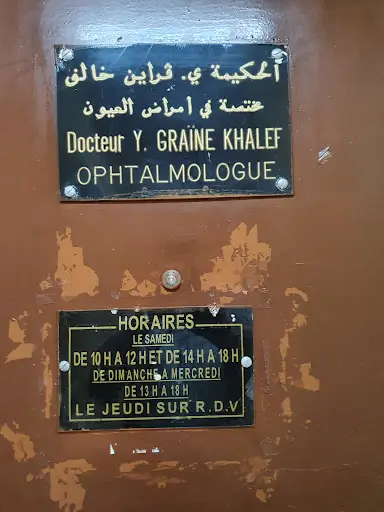 الحكيمة ي. ڤراين خالف
مختصة في أمراض العيون
Docteur Y. GRAÏNE KHALEF
OPHTALMOLOGUE
HORAIRES
LE SAMEDI
DE 10 H A 12 H ET DE 14 H A 18 H
DE DIMANCHE A MERCREDI
DE 13 H A 18 H
LE JEUDI SUR R.D.V